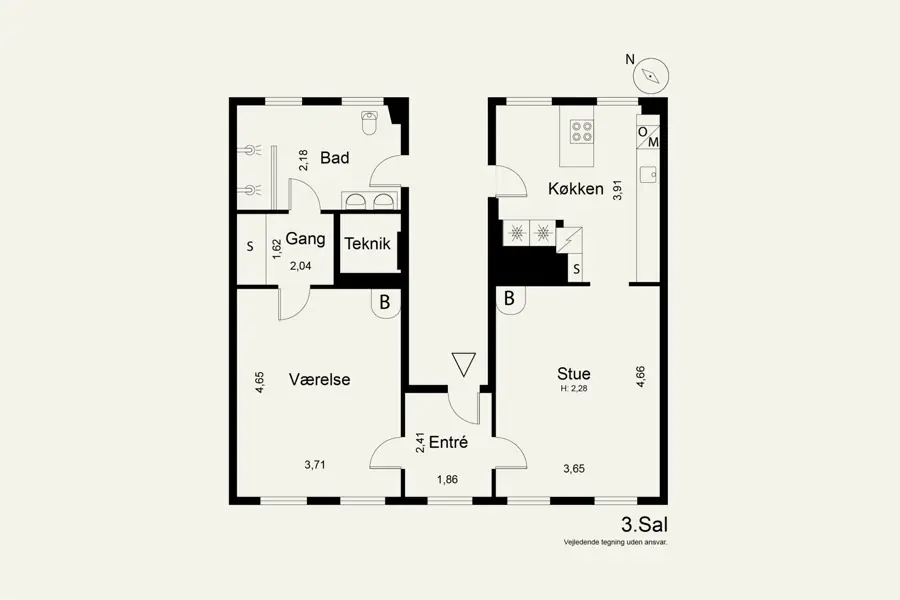 N
O
M
Bad
2,18
Køkken
3,91
S
Gang
1,62
2,04
Teknik
S
B
B
Værelse
4,65
3,71
Stue
H: 2,28
4,66
3,65
Entré
2,41
1,86
3.Sal
Vejledende tegning uden ansvar.